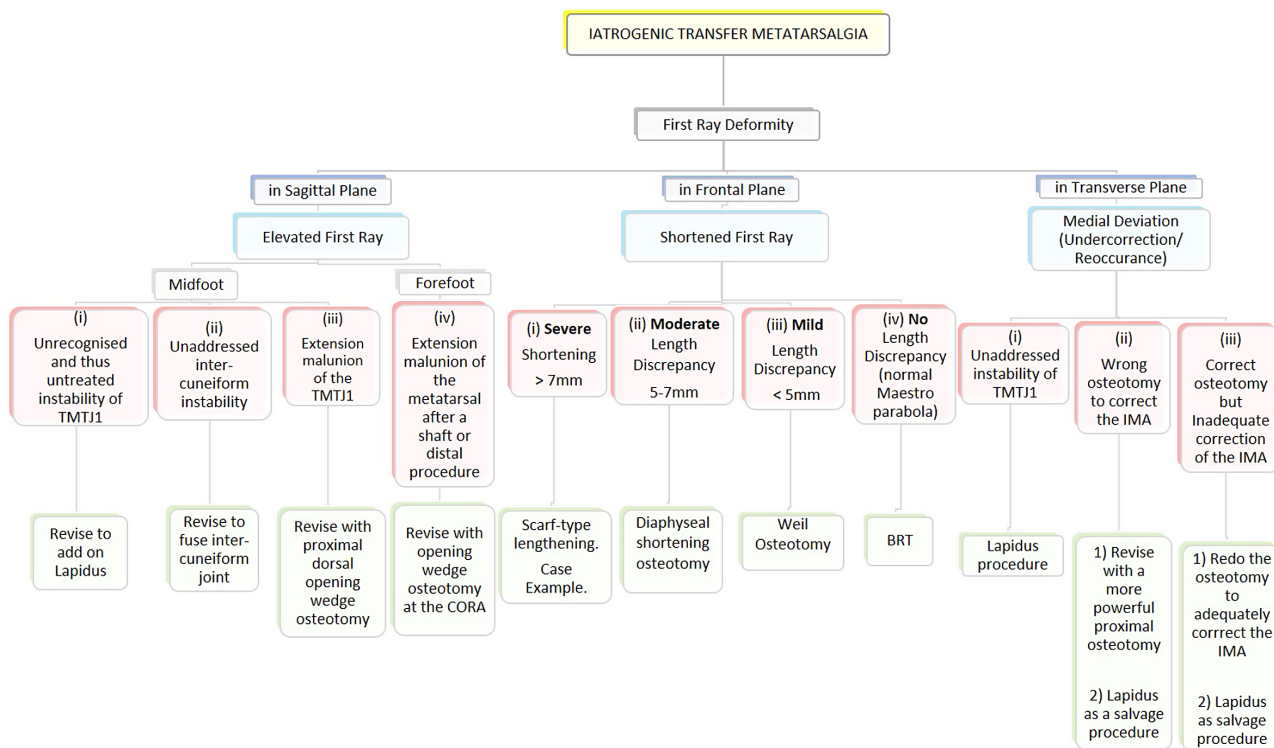 IATROGENIC TRANSFER METATARSALGIA
First Ray Deformity
in Sagittal Plane
in Frontal Plane
in Transverse Plane
Elevated First Ray
Shortened First Ray
Medial Deviation
(Undercorrection/
Reoccurance)
Midfoot
Forefoot
(i)
Unrecognised
and thus
untreated
instability of
TMTJ1
(ii)
Unaddressed
inter-
cuneiform
instability
(iii)
Extension
malunion
of the
TMTJ1
(iv)
Extension
malunion of
the
metatarsal
after a
shaft or
distal
procedure
(i) Severe
Shortening
> 7mm
(ii) Moderate
Length
Discrepancy
5-7mm
(iii) Mild
Length
Discrepancy
< 5mm
(iv) No
Length
Discrepancy
(normal
Maestro
parabola)
(i)
Unaddressed
instability of
TMTJ1
(ii)
Wrong
osteotomy
to correct
the IMA
(iii)
Correct
osteotomy
but
Inadequate
correction
of the IMA
Revise to
add on
Lapidus
Revise to
fuse inter-
cuneiform
joint
Revise with
proximal
dorsal
opening
wedge
osteotomy
Revise with
opening
wedge
osteotomy
at the CORA
Scarf-type
lengthening.
Case
Example.
Diaphyseal
shortening
osteotomy
Weil
Osteotomy
BRT
Lapidus
procedure
1) Revise
with a
more
powerful
proximal
osteotomy
2) Lapidus
as a salvage
procedure
1) Redo the
osteotomy
to
adequately
corrrect the
IMA
2) Lapidus
as salvage
procedure